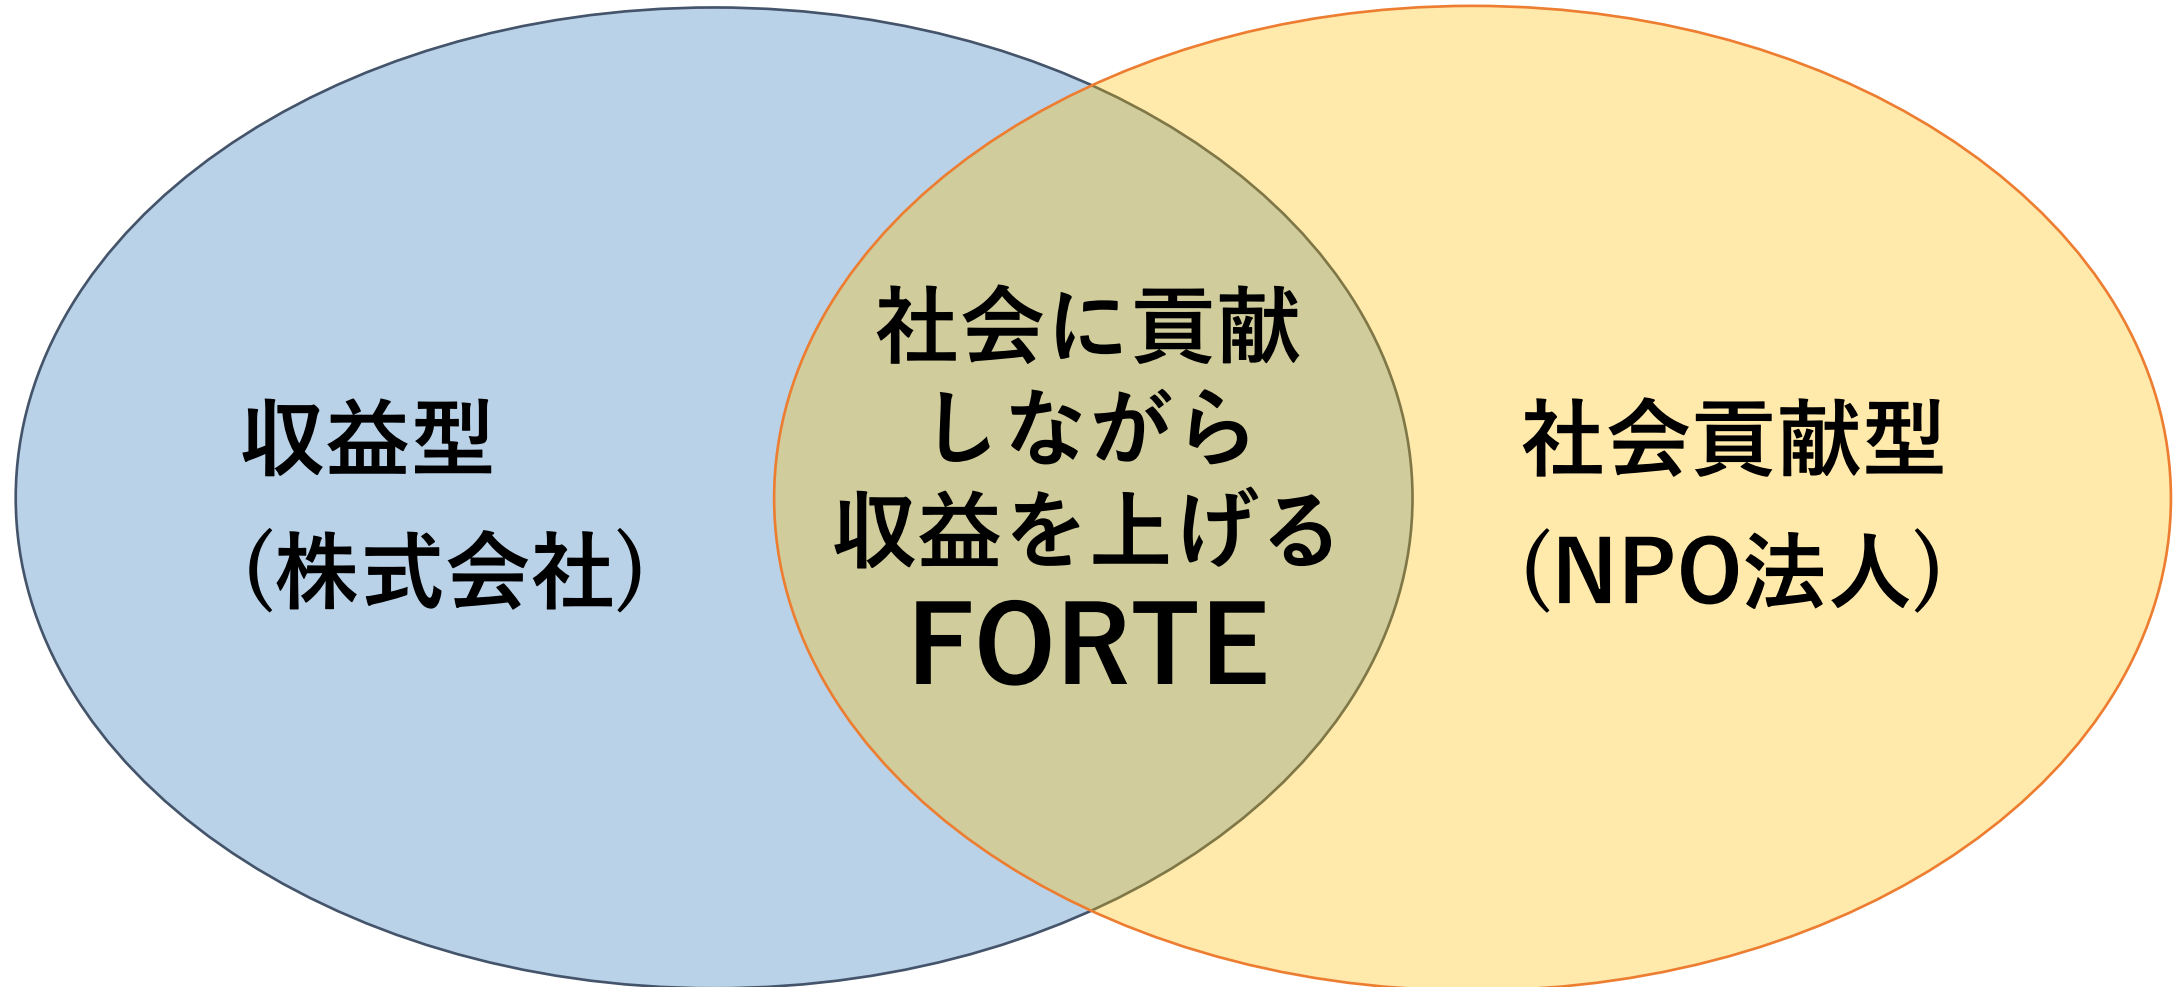 収益型
（株式会社）
社会に貢献
しながら
収益を上げる
FORTE
社会貢献型
（NPO法人）